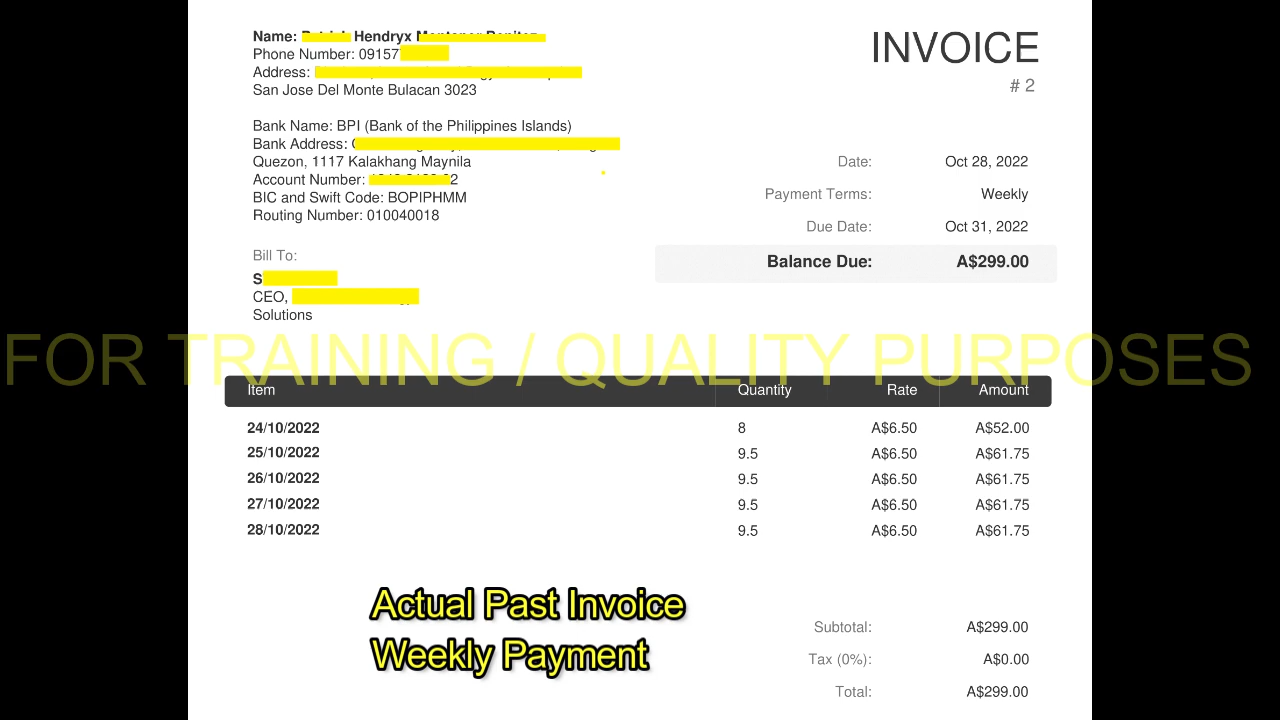 Name: Hendryx
Phone Number: 09157
Address:
San Jose Del Monte Bulacan 3023
Bank Name: BPI (Bank of the Philippines Islands)
Bank Address:
Quezon, 1117 Kalakhang Maynila
Account Number: 2
BIC and Swift Code: BOPIPHMM
Routing Number: 010040018
Bill To:
S
CEO,
Solutions
INVOICE
# 2
Date: Oct 28, 2022
Payment Terms: Weekly
Due Date: Oct 31, 2022
Balance Due: A$299.00
FOR TRAINING / QUALITY PURPOSES
Item Quantity Rate Amount
24/10/2022 8 A$6.50 A$52.00
25/10/2022 9.5 A$6.50 A$61.75
26/10/2022 9.5 A$6.50 A$61.75
27/10/2022 9.5 A$6.50 A$61.75
28/10/2022 9.5 A$6.50 A$61.75
Actual Past Invoice
Weekly Payment
Subtotal: A$299.00
Tax (0%): A$0.00
Total: A$299.00